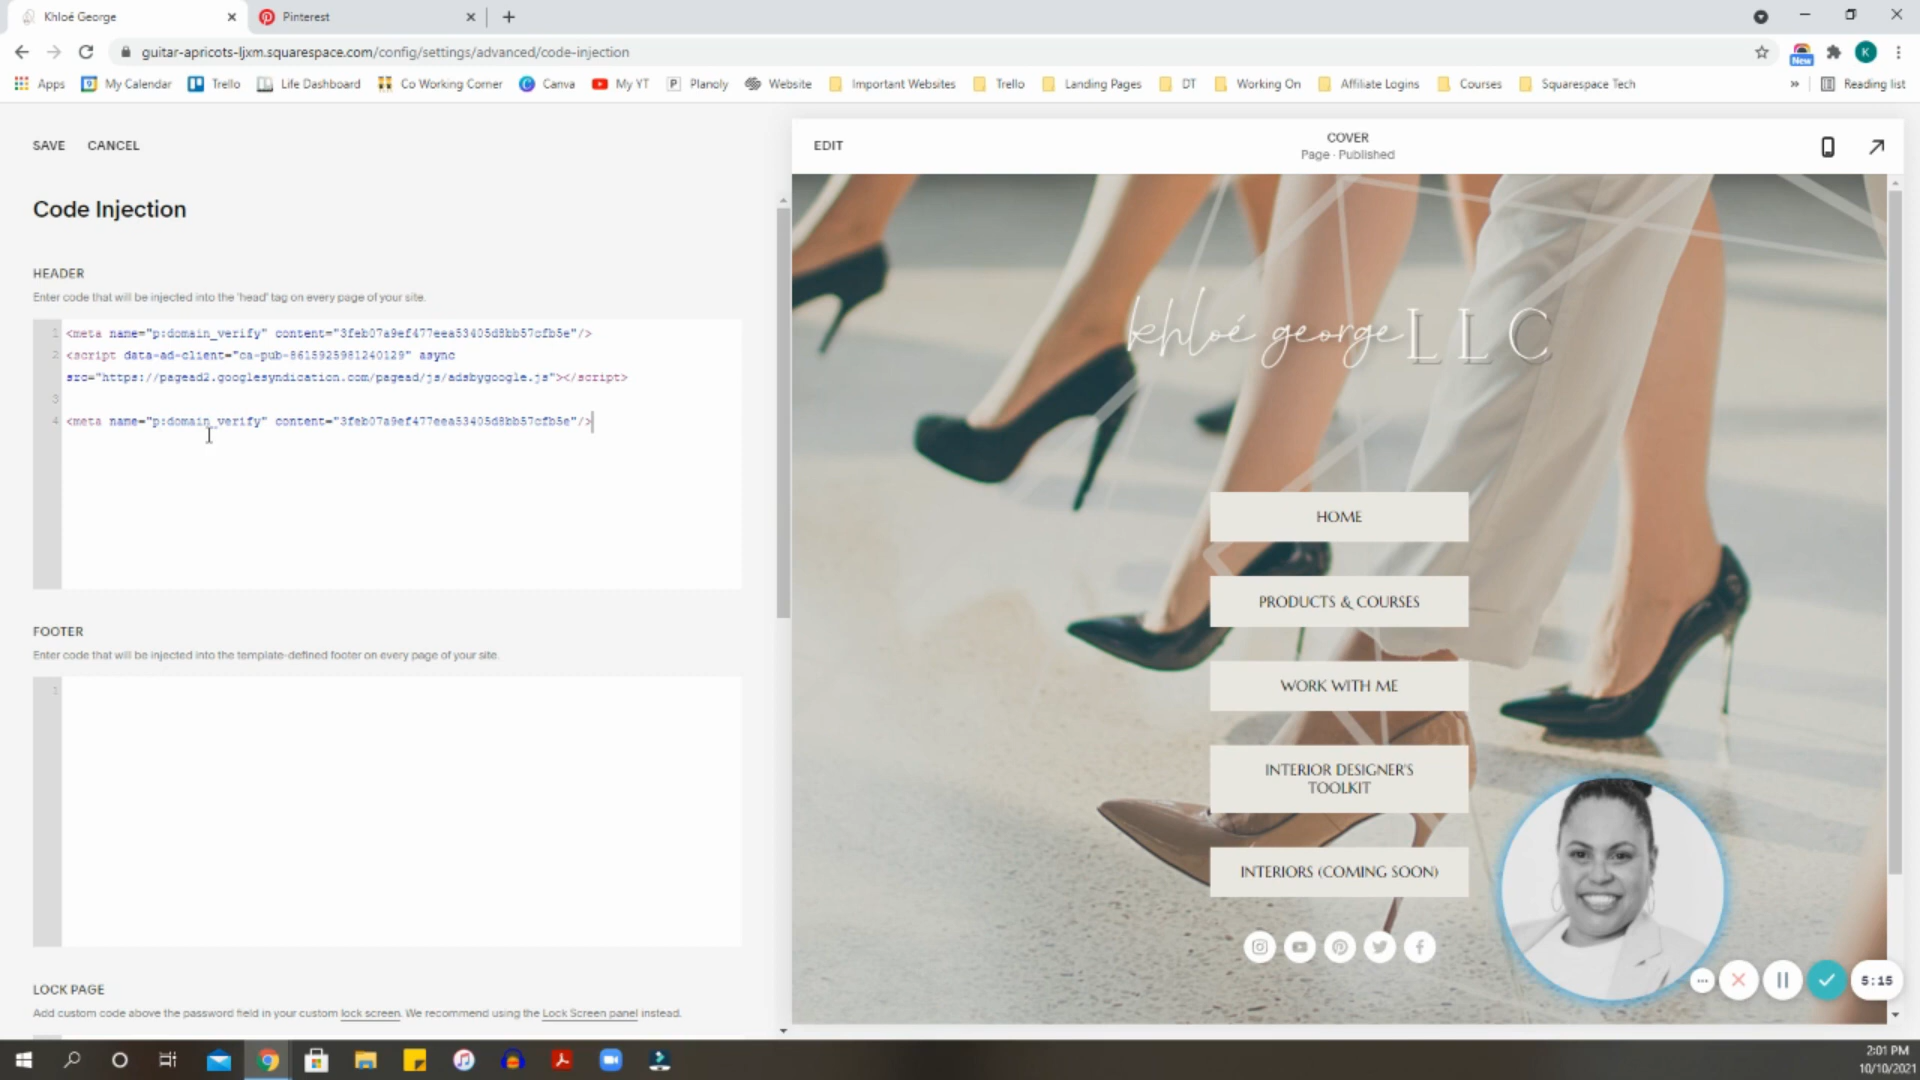 Khloé George
Pinterest
guitar-apricots-ljxm.squarespace.com/config/settings/advanced/code-injection
New
K
Apps
My Calendar
Trello
Life Dashboard
Co Working Corner
Canva
My YT
Planoly
Website
Important Websites
Trello
Landing Pages
DT
Working On
Affiliate Logins
Courses
Squarespace Tech
»
Reading list
SAVE
CANCEL
EDIT
COVER
Page · Published
Code Injection
HEADER
Enter code that will be injected into the 'head' tag on every page of your site.
1 <meta name="p:domain_verify" content="3feb07a9ef477eea53405d8bb57cfb5e"/>
2 <script data-ad-client="ca-pub-8615925981240129" async
src="https://pagead2.googlesyndication.com/pagead/js/adsbygoogle.js"></script>
3
4 <meta name="p:domain_verify" content="3feb07a9ef477eea53405d8bb57cfb5e"/>
khloé george LLC
HOME
PRODUCTS & COURSES
WORK WITH ME
INTERIOR DESIGNER'S
TOOLKIT
INTERIORS (COMING SOON)
FOOTER
Enter code that will be injected into the template-defined footer on every page of your site.
1
LOCK PAGE
Add custom code above the password field in your custom lock screen. We recommend using the Lock Screen panel instead.
5:15
2:01 PM
10/10/2021